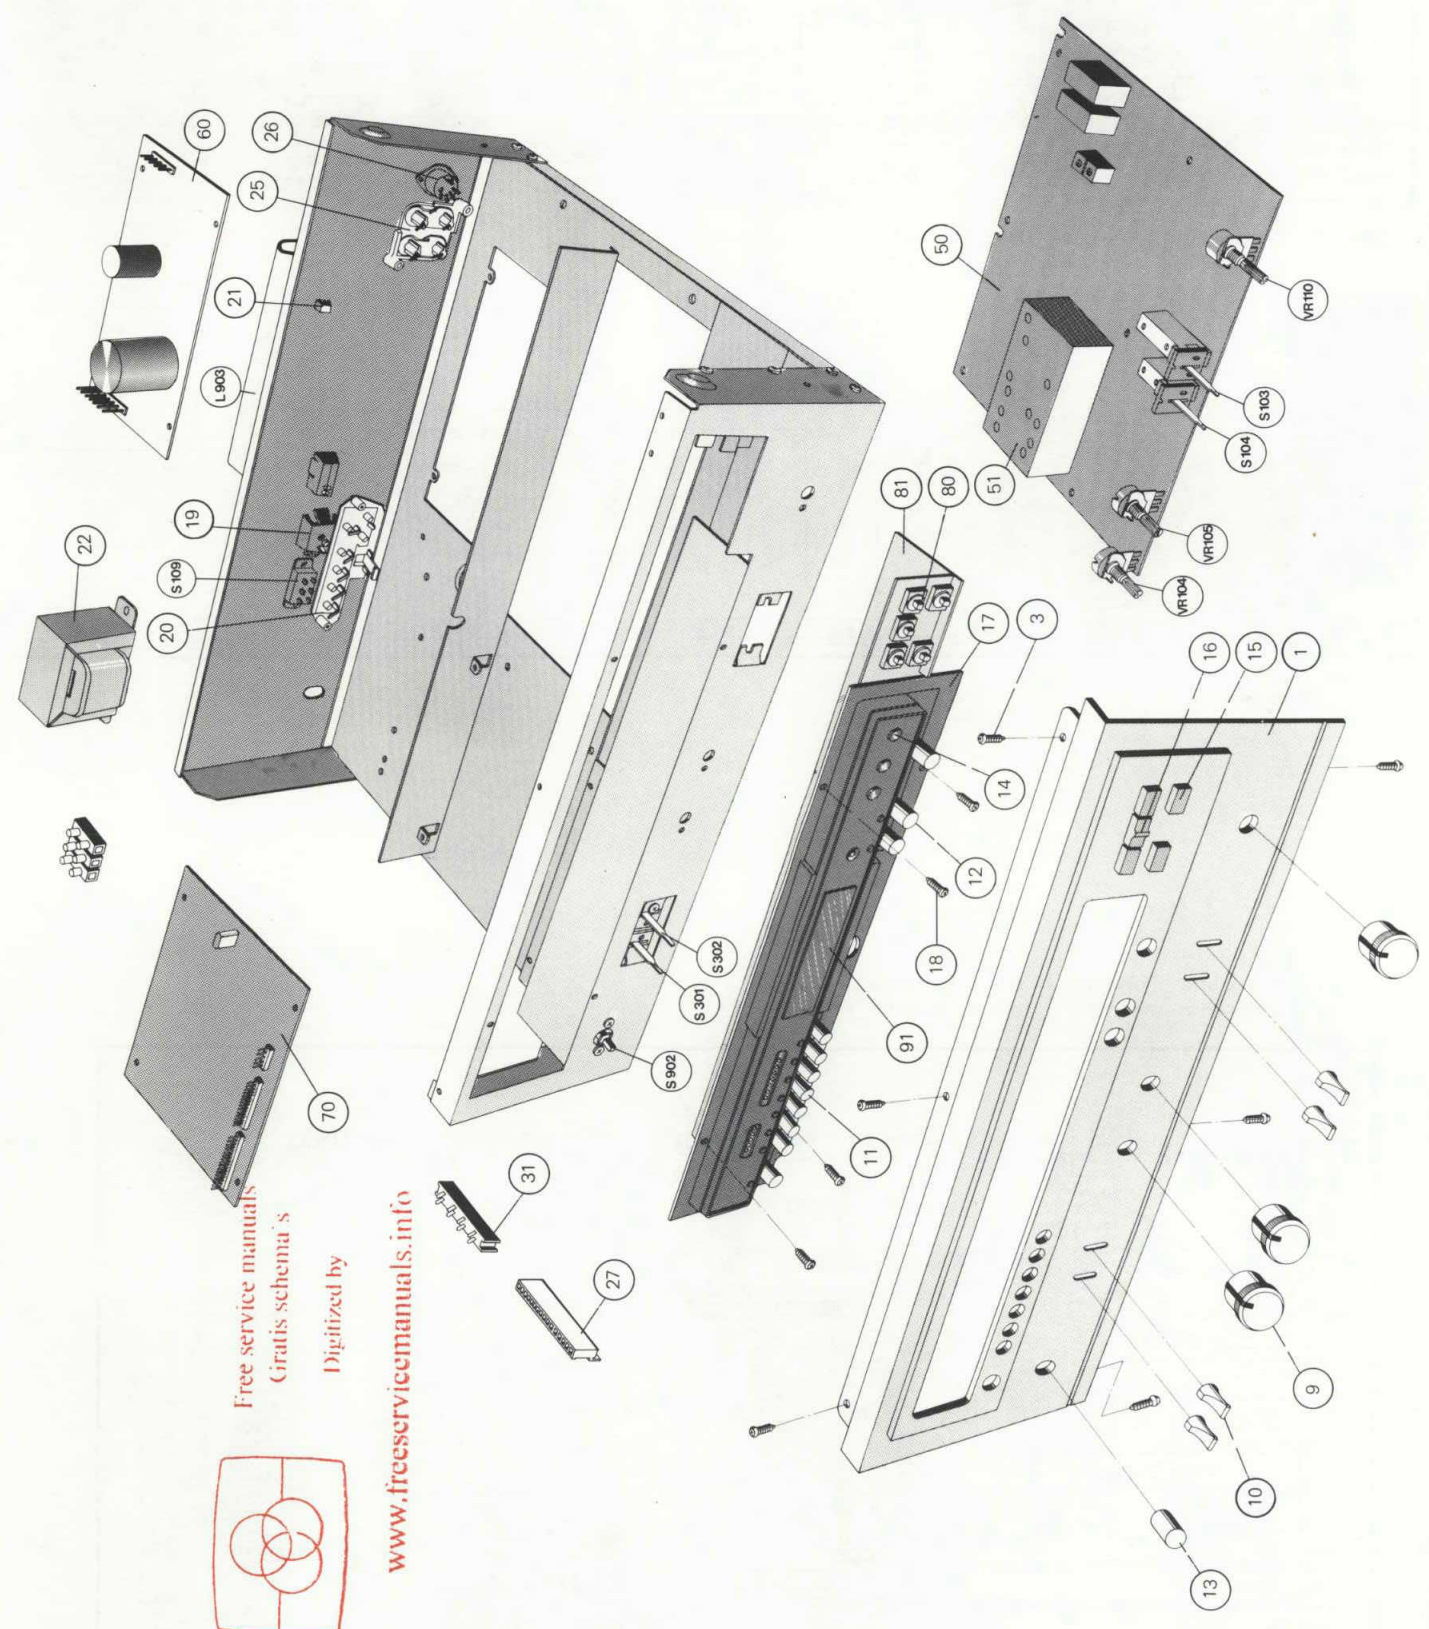 60
26
25
21
L903
19
22
S109
20
50
VR110
S103
S104
51
81
80
VR105
VR104
17
3
16
15
1
14
12
18
S302
S301
91
S902
70
11
31
27
9
10
13
Free service manuals
Gratis schema's
Digitized by
www.freeservicemanuals.info